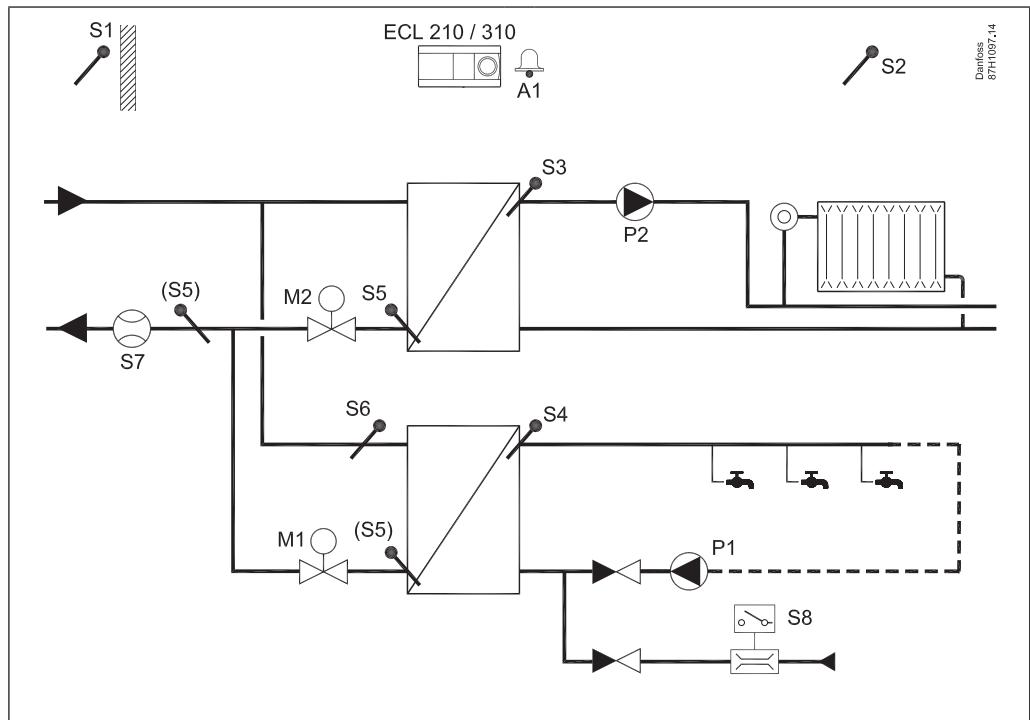 S1
ECL 210 / 310
A1
S2
Danfoss
87H1097.14
S3
P2
(S5)
M2
S5
S7
S6
S4
M1
(S5)
P1
S8